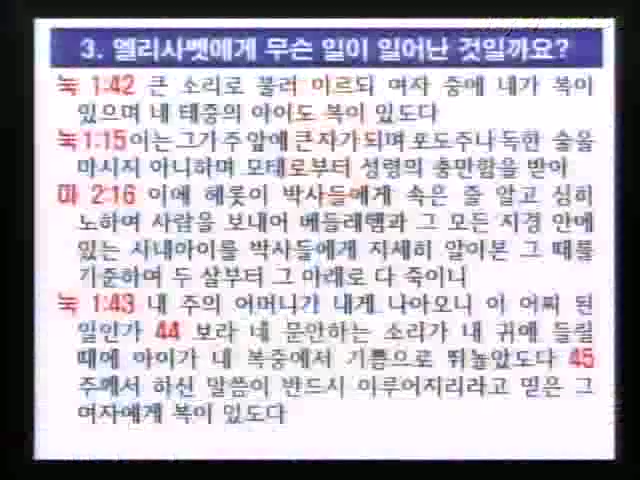 3. 엘리사벳에게 무슨 일이 일어난 것일까요?
눅 1:42 큰 소리로 불러 이르되 여자 중에 네가 복이
있으며 네 태중의 아이도 복이 있도다
눅 1:15 이는 그가 주 앞에 큰 자가 되며 포도주나 독한 술을
마시지 아니하며 모태로부터 성령의 충만함을 받아
마 2:16 이에 헤롯이 박사들에게 속은 줄 알고 심히
노하여 사람을 보내어 베들레헴과 그 모든 지경 안에
있는 사내아이를 박사들에게 자세히 알아본 그 때를
기준하여 두 살부터 그 아래로 다 죽이니
눅 1:43 내 주의 어머니가 내게 나아오니 이 어찌 된
일인가 44 보라 네 문안하는 소리가 내 귀에 들릴
때에 아이가 내 복중에서 기쁨으로 뛰놀았도다 45
주께서 하신 말씀이 반드시 이루어지리라고 믿은 그
여자에게 복이 있도다